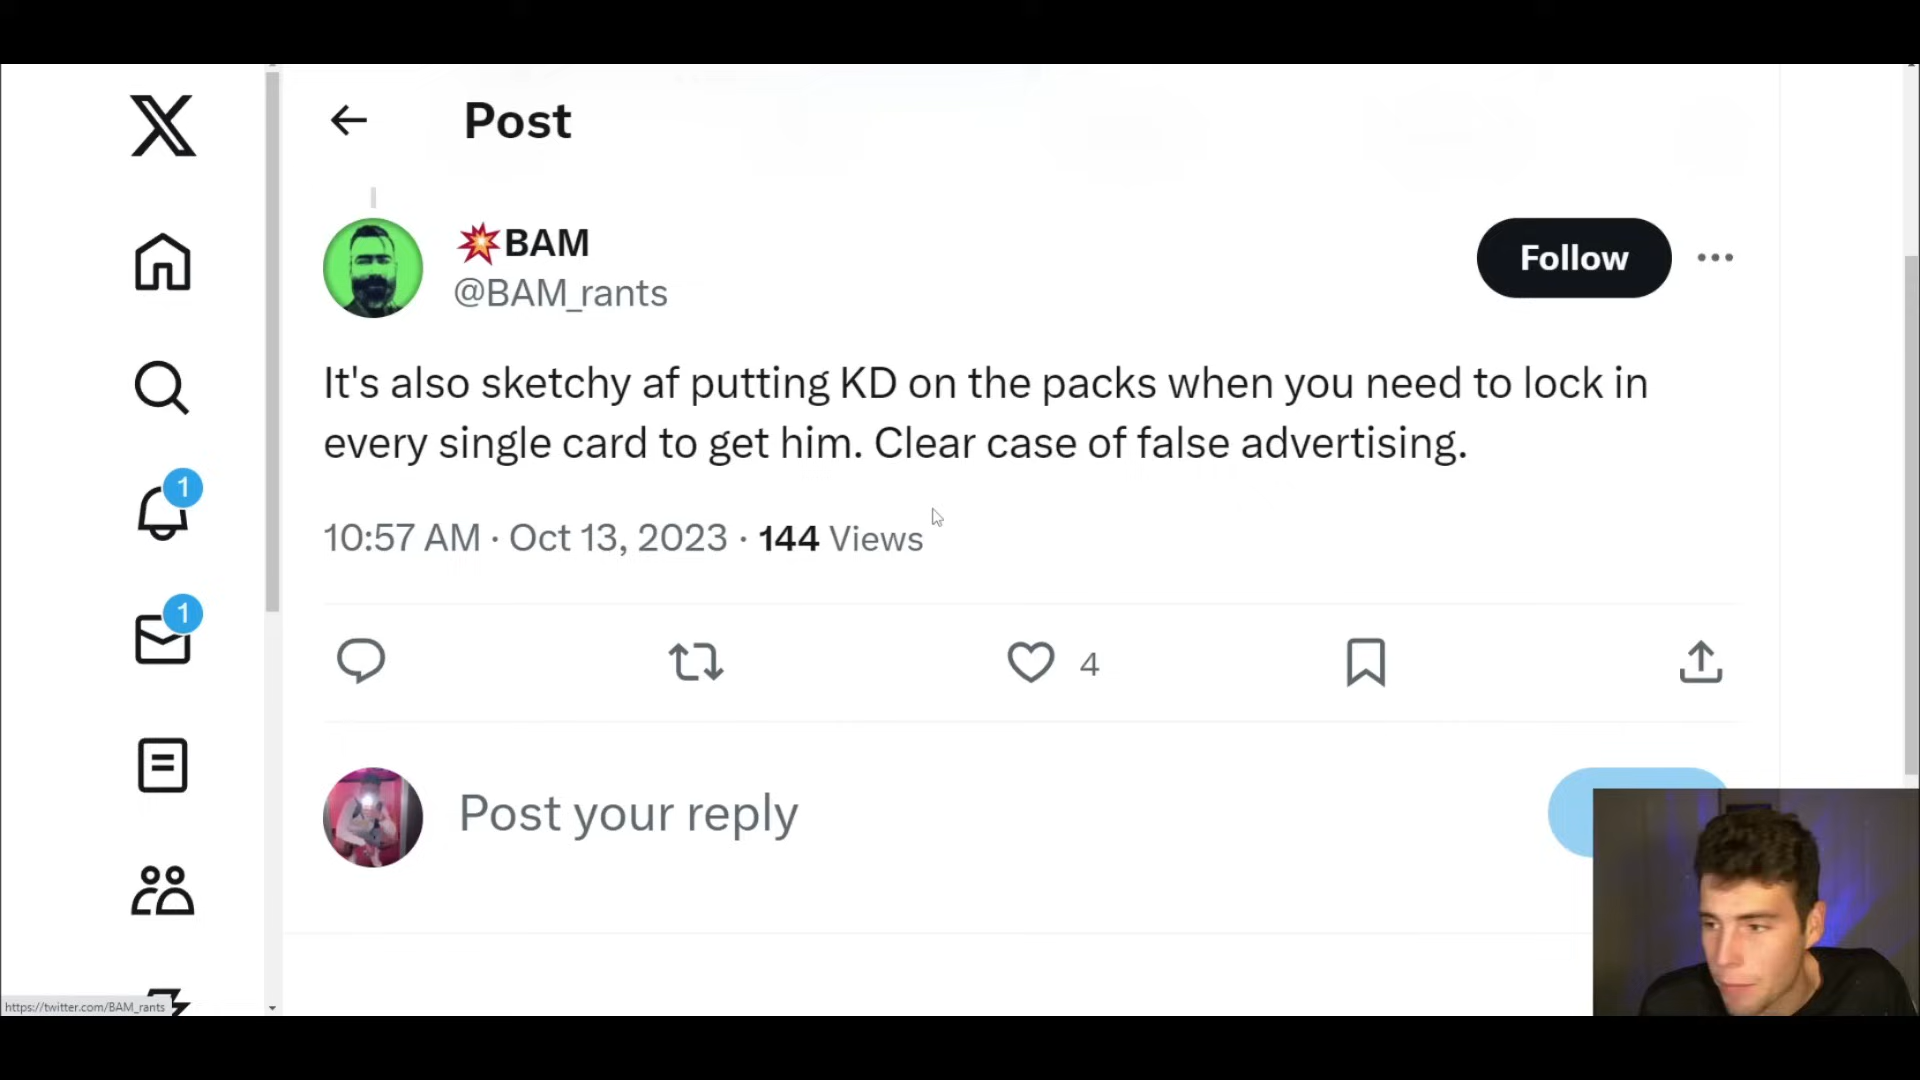 Post
💥BAM
@BAM_rants
Follow
It's also sketchy af putting KD on the packs when you need to lock in
every single card to get him. Clear case of false advertising.
10:57 AM · Oct 13, 2023 · 144 Views
1
1
4
Post your reply
https://twitter.com/BAM_rants